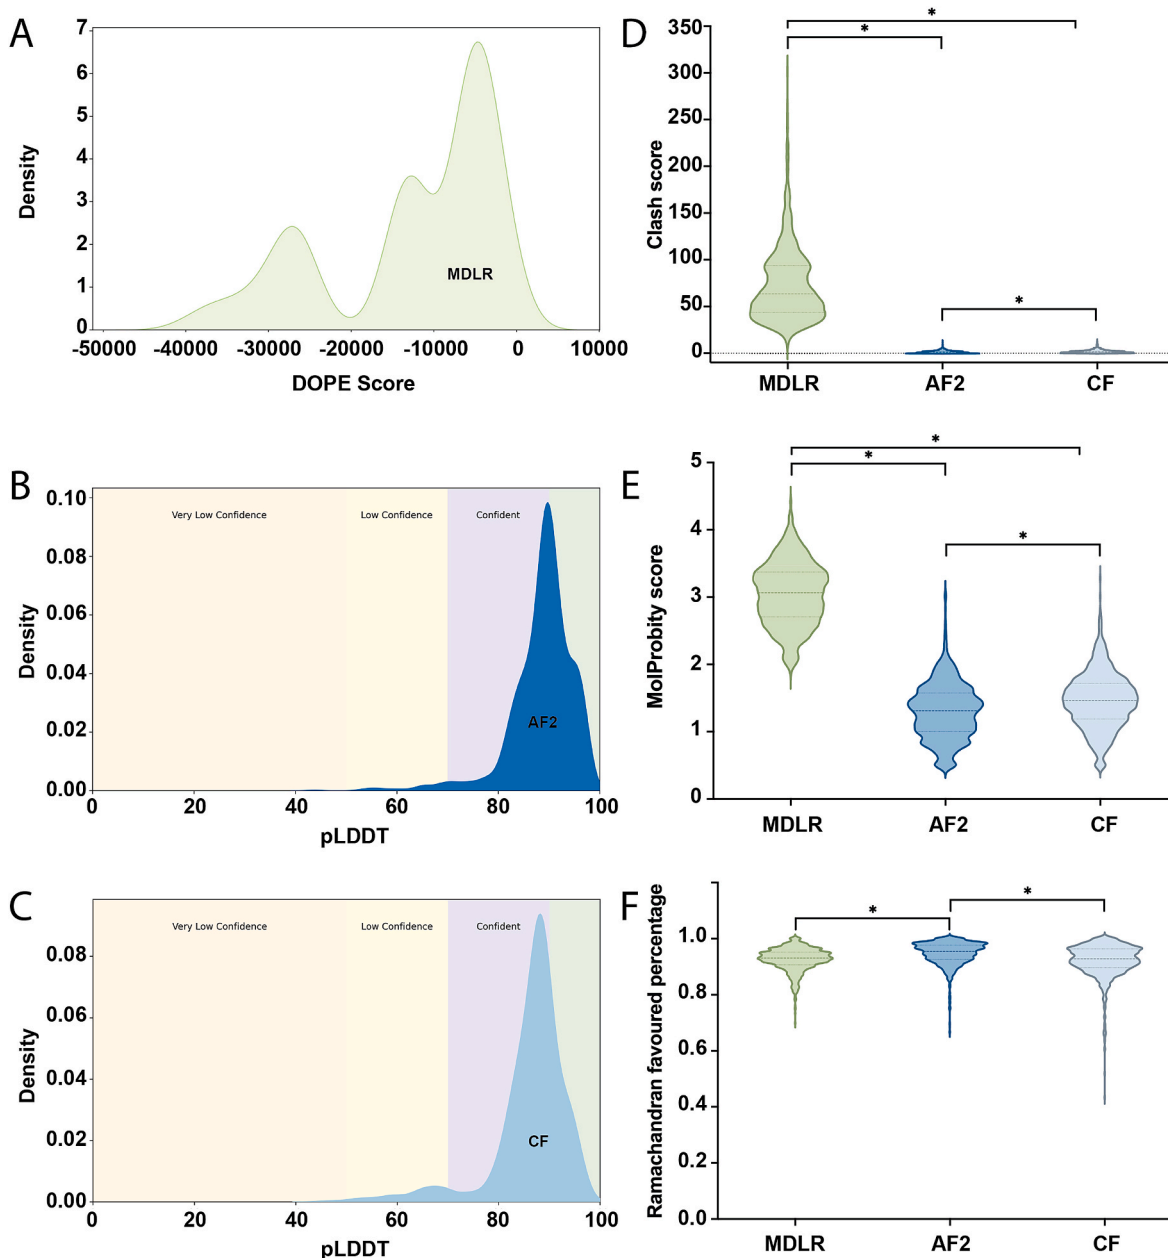 A
7
6
5
4
3
2
1
0
Density
MDLR
-50000 -40000 -30000 -20000 -10000 0 10000
DOPE Score
B
0.10
0.08
0.06
0.04
0.02
0.00
Density
Very Low Confidence Low Confidence Confident
AF2
0 20 40 60 80 100
pLDDT
C
0.08
0.06
0.04
0.02
0.00
Density
Very Low Confidence Low Confidence Confident
CF
0 20 40 60 80 100
pLDDT
D
350
300
250
200
150
100
50
0
Clash score
*
*
*
MDLR AF2 CF
E
5
4
3
2
1
0
MolProbity score
*
*
*
MDLR AF2 CF
F
1.0
0.8
0.6
0.4
0.2
0.0
Ramachandran favoured percentage
*
*
MDLR AF2 CF